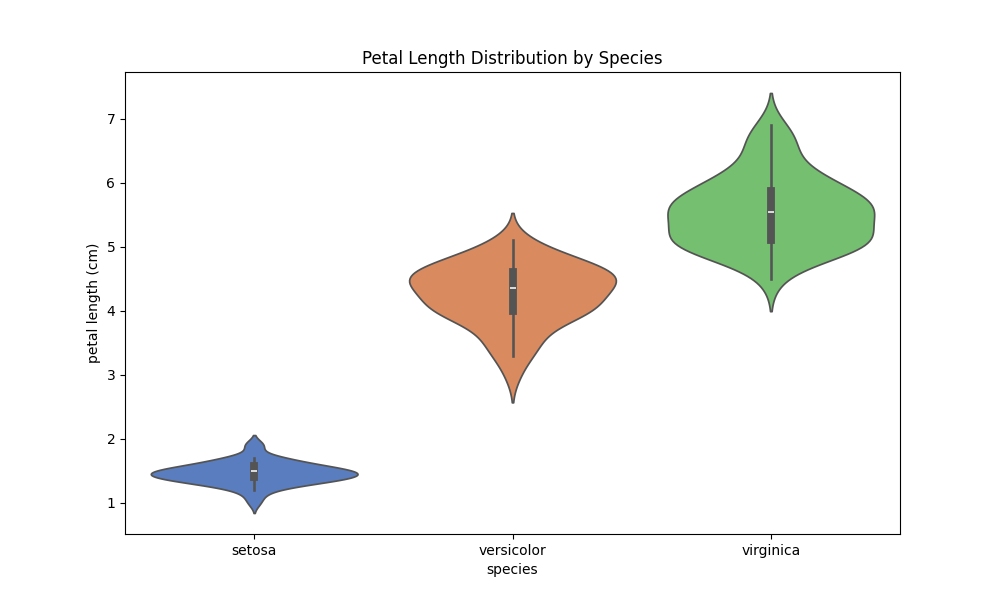 Petal Length Distribution by Species
petal length (cm)
7
6
5
4
3
2
1
setosa versicolor virginica
species